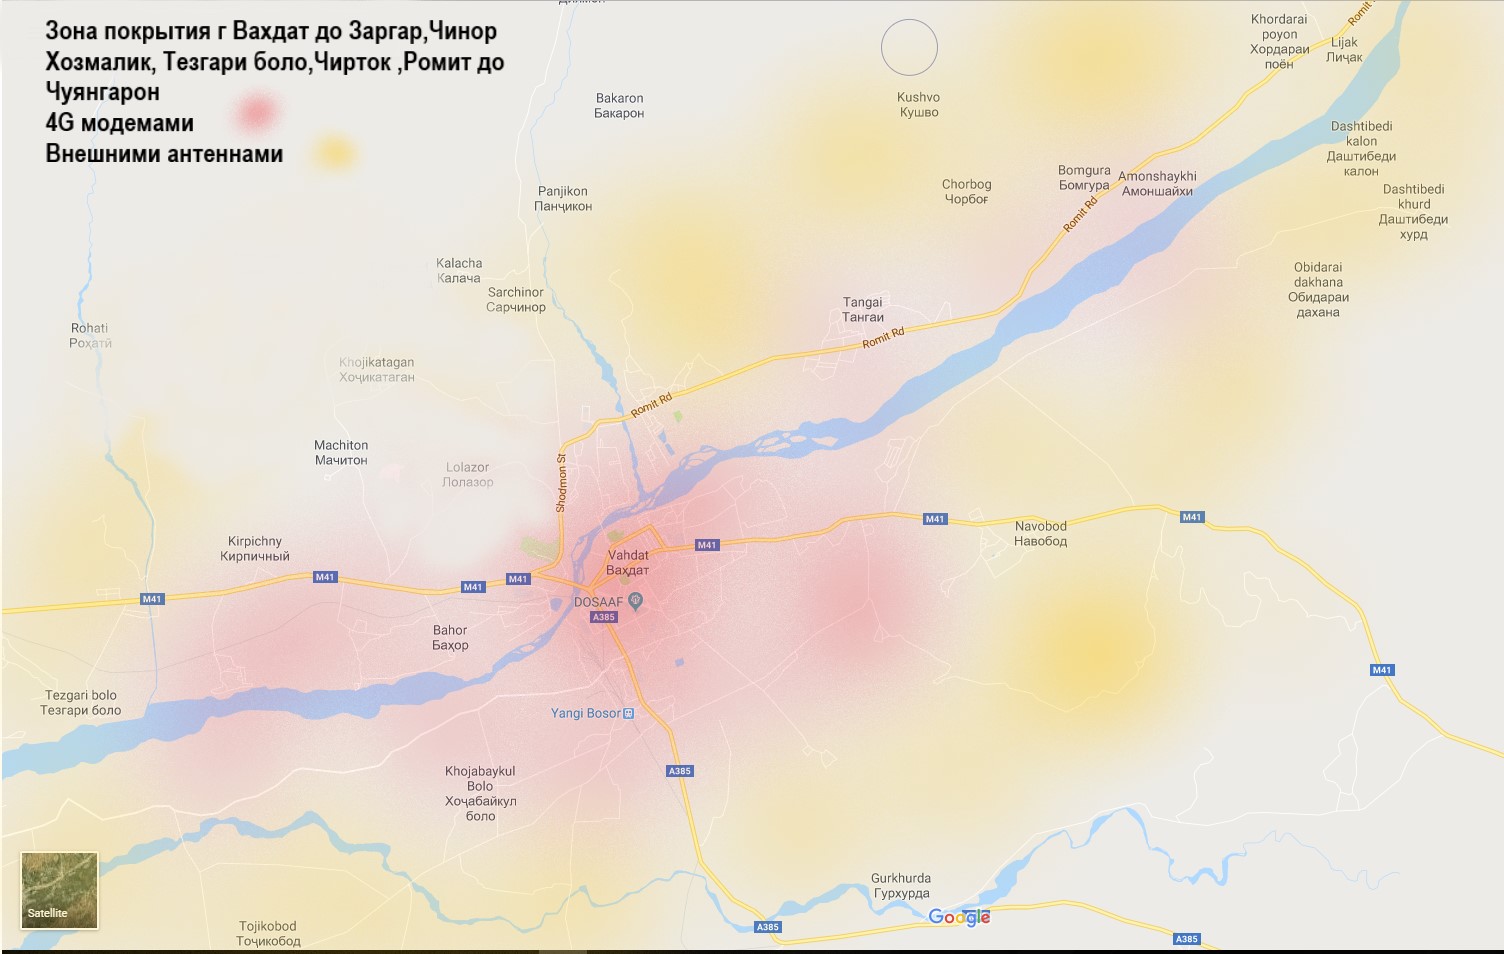 Зона покрытия г Вахдат до Заргар,Чинор
Хозмалик, Тезгари боло,Чирток ,Ромит до
Чуянгарон
4G модемами
Внешними антеннами
Khordarai
poyon
Хордараи
поён
Romit R
Lijak
Личак
Bakaron
Бакарон
Kushvo
Кушво
Dashtibedi
kalon
Даштибеди
калон
Bomgura
Бомгура
Amonshaykhi
Амоншайхи
Chorbog
Чорбоғ
Panjikon
Панҷикон
Dashtibedi
khurd
Даштибеди
хурд
Romit Rd
Kalacha
Калача
Sarchinor
Сарчинор
Obidarai
dakhana
Обидараи
дахана
Tangai
Тангаи
Rohati
Роҳатӣ
Romit Rd
Khojikatagan
Хоҷикатаган
Romit Rd
Machiton
Мачитон
Lolazor
Лолазор
Shodmon St
M41
M41
Navobod
Навобод
Kirpichny
Кирпичный
M41
Vahdat
Вахдат
M41
M41
M41
M41
DOSAAF
A385
Bahor
Баҳор
M41
Tezgari bolo
Тезгари боло
Yangi Bosor
A385
Khojabaykul
Bolo
Хоҷабайкул
боло
Gurkhurda
Гурхурда
Satellite
Google
Tojikobod
Тоҷикобод
A385
A385